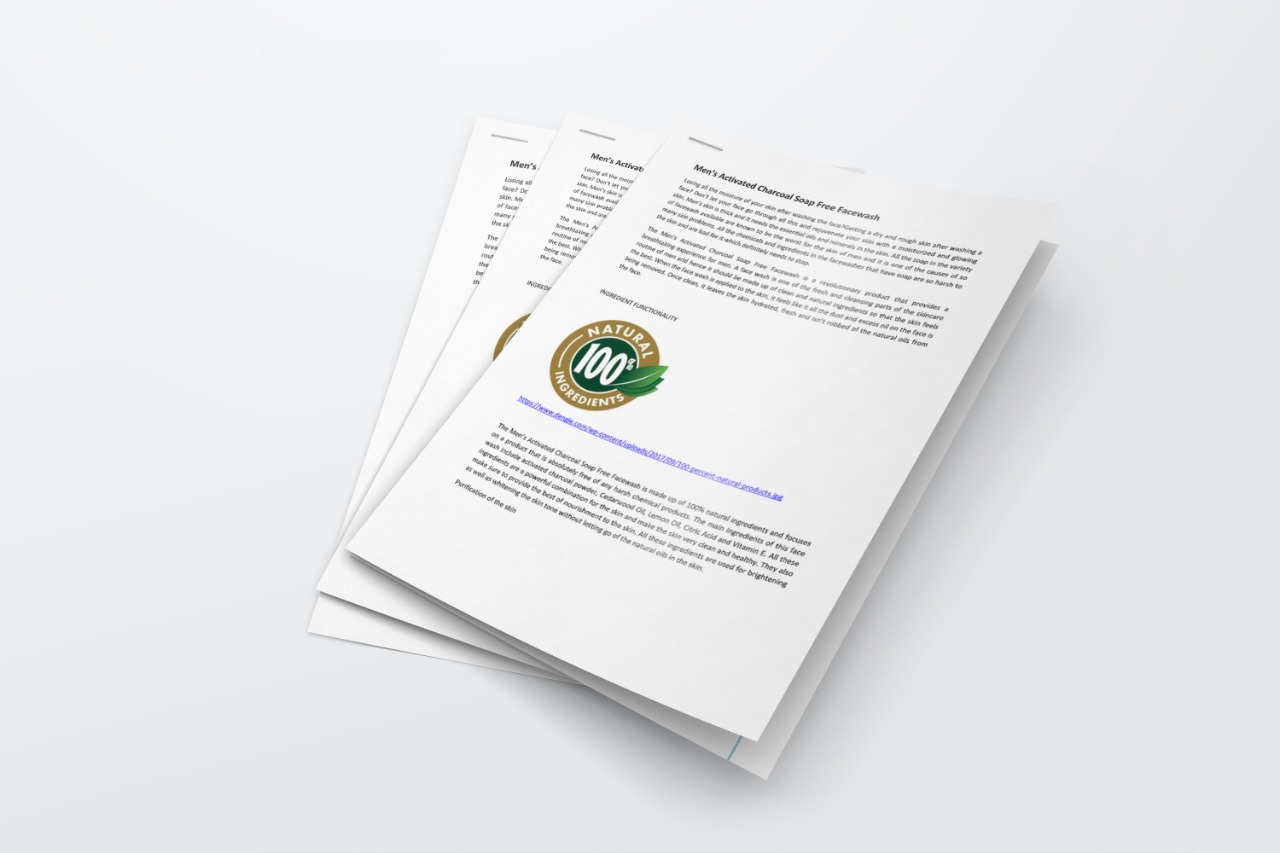 Men's Activated Charcoal Soap Free Facewash
Losing all the moisture of your skin after washing the face?Getting a dry and rough skin after washing a
face? Don't let your face go through all this and rejuvenate your skin with a moisturized and glowing
skin. Men's skin is thick and it needs the essential oils and minerals in the skin. All the soap in the variety
of facewash available are known to be the worst for the skin of men and it is one of the causes of so
many skin problems. All the chemicals and ingredients in the facewashes that have soap are so harsh to
the skin and are bad for it which definitely needs to stop.
The Men's Activated Charcoal Soap Free Facewash is a revolutionary product that provides a
breathtaking experience for men. A face wash is one of the fresh and cleansing parts of the skincare
routine of men and hence it should be made up of clean and natural ingredients so that the skin feels
the best. When the face wash is applied to the skin, it feels like it all the dust and excess oil on the face is
being removed. Once clean, it leaves the skin hydrated, fresh and isn't robbed of the natural oils from
the face.
INGREDIENT FUNCTIONALITY
NATURAL
100%
INGREDIENTS
https://www.dengie.com/wp-content/uploads/2017/09/100-percent-natural-products.jpg
The Men's Activated Charcoal Soap Free Facewash is made up of 100% natural ingredients and focuses
on a product that is absolutely free of any harsh chemical products. The main ingredients of this face
wash include activated charcoal powder, Cedarwood Oil, Lemon Oil, Citric Acid and Vitamin E. All these
ingredients are a powerful combination for the skin and make the skin very clean and healthy. They also
make sure to provide the best of nourishment to the skin. All these ingredients are used for brightening
as well as whitening the skin tone without letting go of the natural oils in the skin.
Purification of the skin